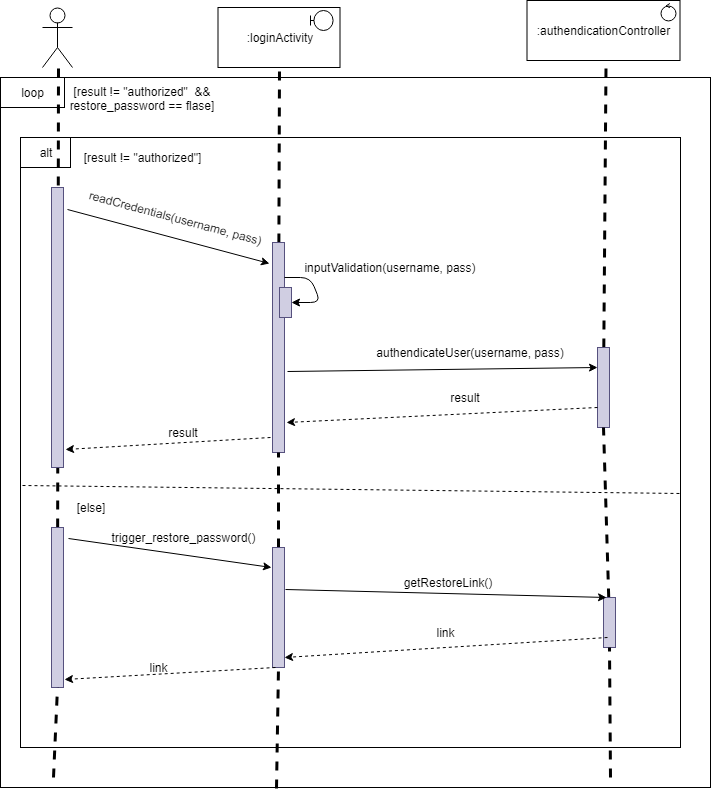 :loginActivity
:authendicationController
loop
[result != "authorized" &&
restore_password == flase]
alt
[result != "authorized"]
readCredentials(username, pass)
inputValidation(username, pass)
authendicateUser(username, pass)
result
result
[else]
trigger_restore_password()
getRestoreLink()
link
link